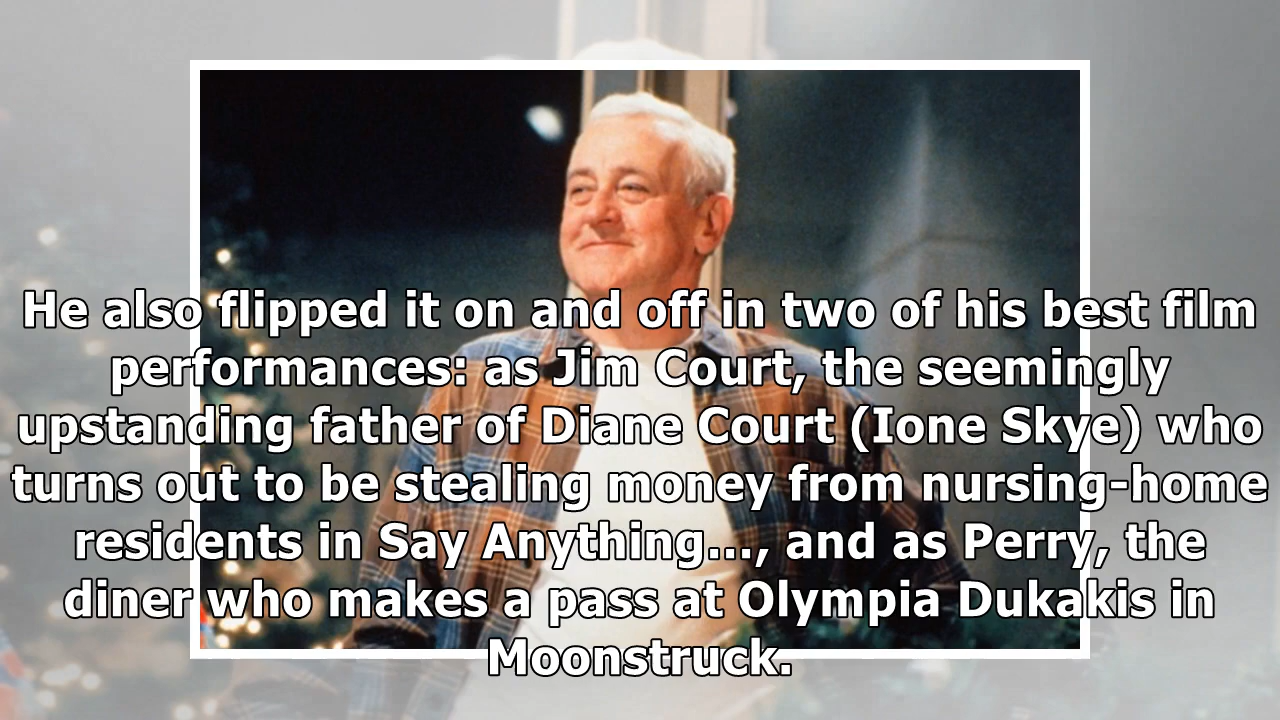 He also flipped it on and off in two of his best film
performances: as Jim Court, the seemingly
upstanding father of Diane Court (Ione Skye) who
turns out to be stealing money from nursing-home
residents in Say Anything..., and as Perry, the
diner who makes a pass at Olympia Dukakis in
Moonstruck.